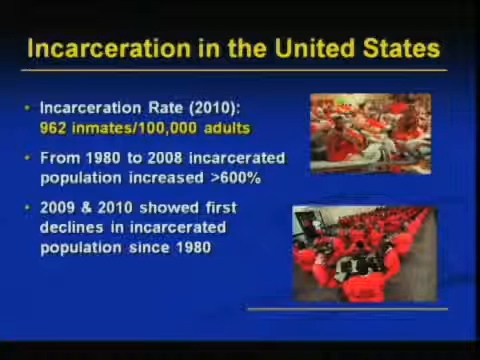 Incarceration in the United States
• Incarceration Rate (2010):
962 inmates/100,000 adults
• From 1980 to 2008 incarcerated
population increased >600%
• 2009 & 2010 showed first
declines in incarcerated
population since 1980